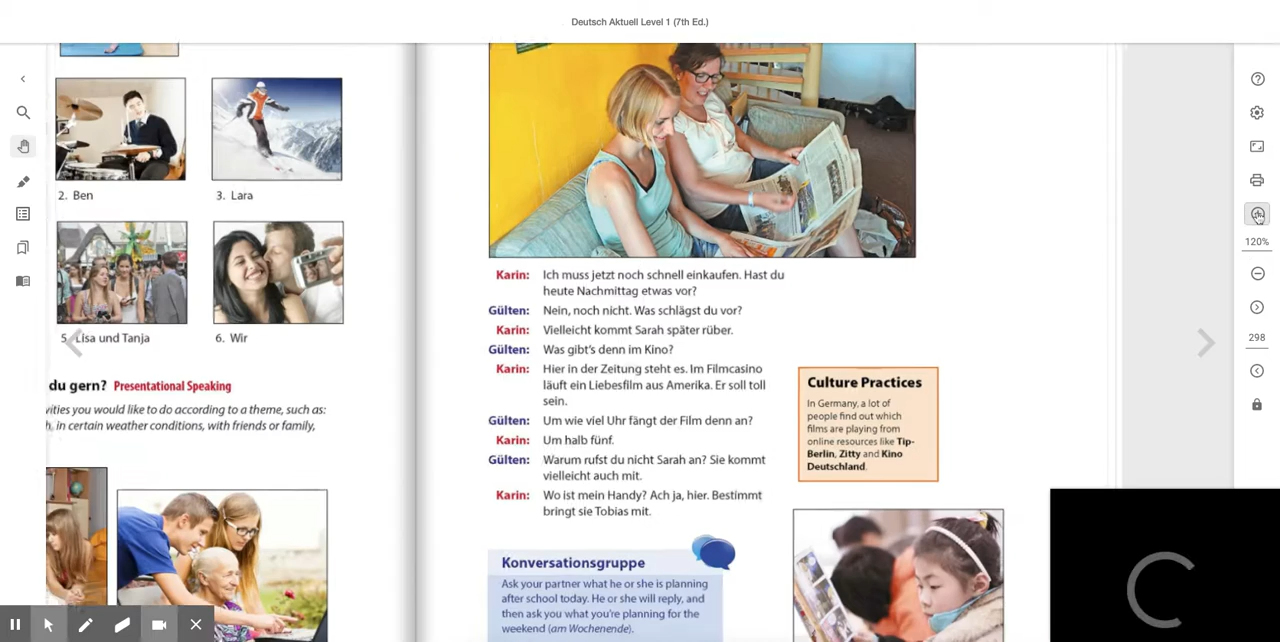 Deutsch Aktuell Level 1 (7th Ed.)
2. Ben
3. Lara
5. Lisa und Tanja
6. Wir
du gern? Presentational Speaking
vities you would like to do according to a theme, such as:
h, in certain weather conditions, with friends or family,
Karin: Ich muss jetzt noch schnell einkaufen. Hast du
heute Nachmittag etwas vor?
Gülten: Nein, noch nicht. Was schlägst du vor?
Karin: Vielleicht kommt Sarah später rüber.
Gülten: Was gibt's denn im Kino?
Karin: Hier in der Zeitung steht es. Im Filmcasino
läuft ein Liebesfilm aus Amerika. Er soll toll
sein.
Gülten: Um wie viel Uhr fängt der Film denn an?
Karin: Um halb fünf.
Gülten: Warum rufst du nicht Sarah an? Sie kommt
vielleicht auch mit.
Karin: Wo ist mein Handy? Ach ja, hier. Bestimmt
bringt sie Tobias mit.
Culture Practices
In Germany, a lot of
people find out which
films are playing from
online resources like Tip-
Berlin, Zitty and Kino
Deutschland.
Konversationsgruppe
Ask your partner what he or she is planning
after school today. He or she will reply, and
then ask you what you're planning for the
weekend (am Wochenende).
120%
298